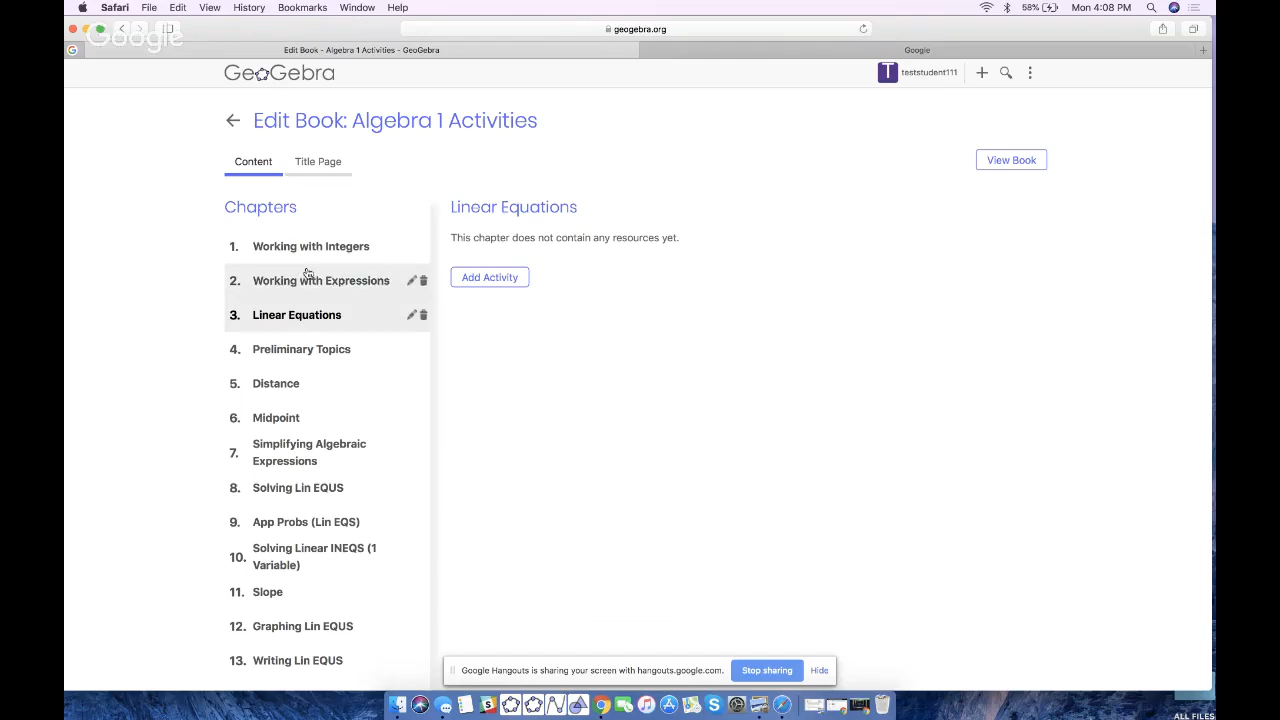 Safari File Edit View History Bookmarks Window Help 58% Mon 4:08 PM
Google
geogebra.org
Edit Book - Algebra 1 Activities - GeoGebra
Google
GeoGebra
T teststudent111
Edit Book: Algebra 1 Activities
Content Title Page
View Book
Chapters
1. Working with Integers
2. Working with Expressions
3. Linear Equations
4. Preliminary Topics
5. Distance
6. Midpoint
7. Simplifying Algebraic
Expressions
8. Solving Lin EQUS
9. App Probs (Lin EQS)
10. Solving Linear INEQS (1
Variable)
11. Slope
12. Graphing Lin EQUS
13. Writing Lin EQUS
Linear Equations
This chapter does not contain any resources yet.
Add Activity
Google Hangouts is sharing your screen with hangouts.google.com. Stop sharing Hide
ALL FILES